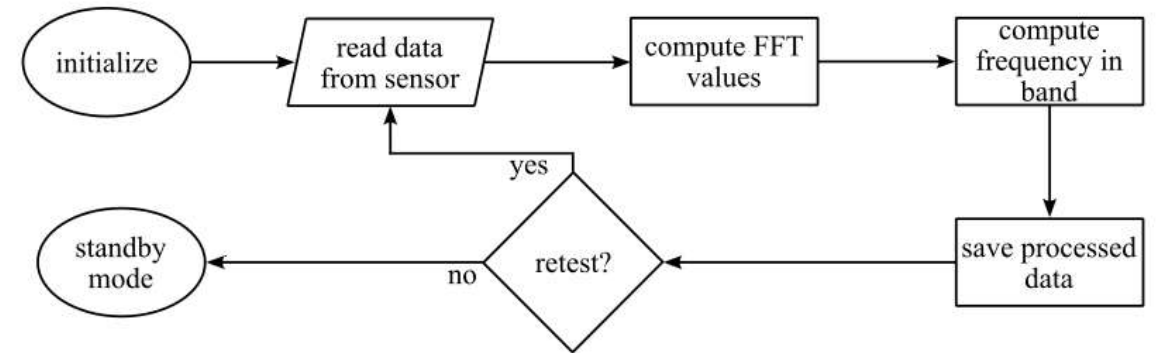 initialize
read data
from sensor
compute FFT
values
compute
frequency in
band
yes
standby
mode
no
retest?
save processed
data